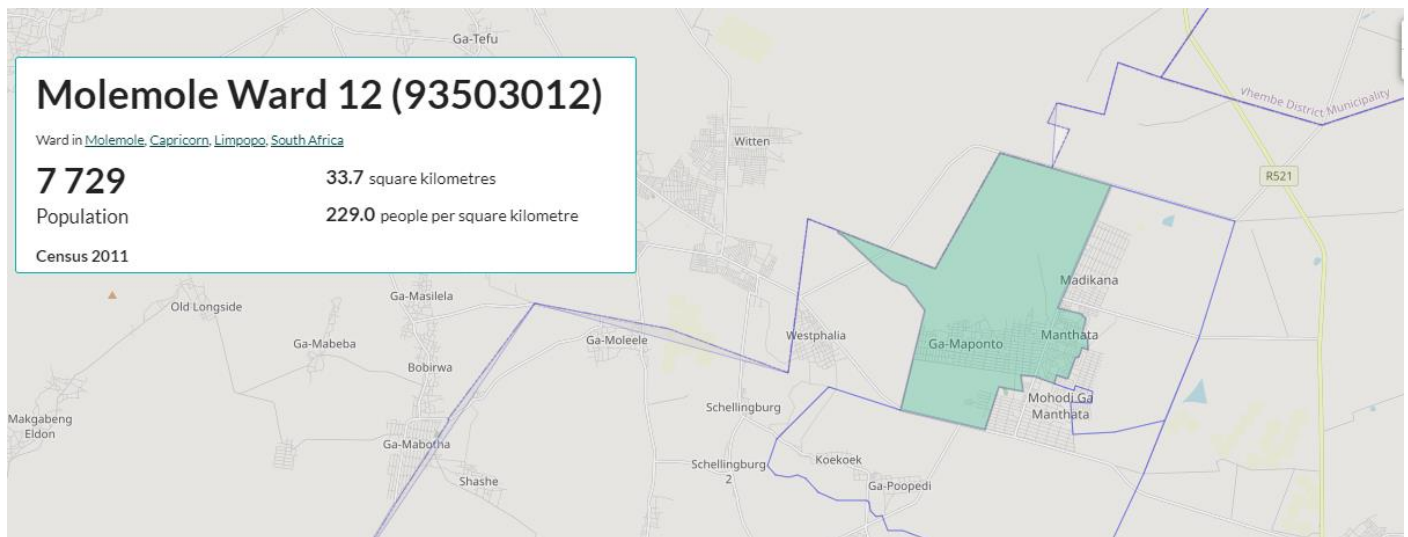 Ga-Tefu
Molemole Ward 12 (93503012)
Ward in Molemole, Capricorn, Limpopo, South Africa
7 729
Population
33.7 square kilometres
229.0 people per square kilometre
Census 2011
Vhembe District Municipality
Witten
R521
Madikana
Old Longside
Ga-Masilela
Ga-Mabeba
Ga-Moleele
Westphalia
Ga-Maponto
Manthata
Bobirwa
Makgabeng
Eldon
Schellingburg
Mohodi Ga
Manthata
Ga-Mabotha
Shashe
Schellingburg
2
Koekoek
Ga-Poopedi